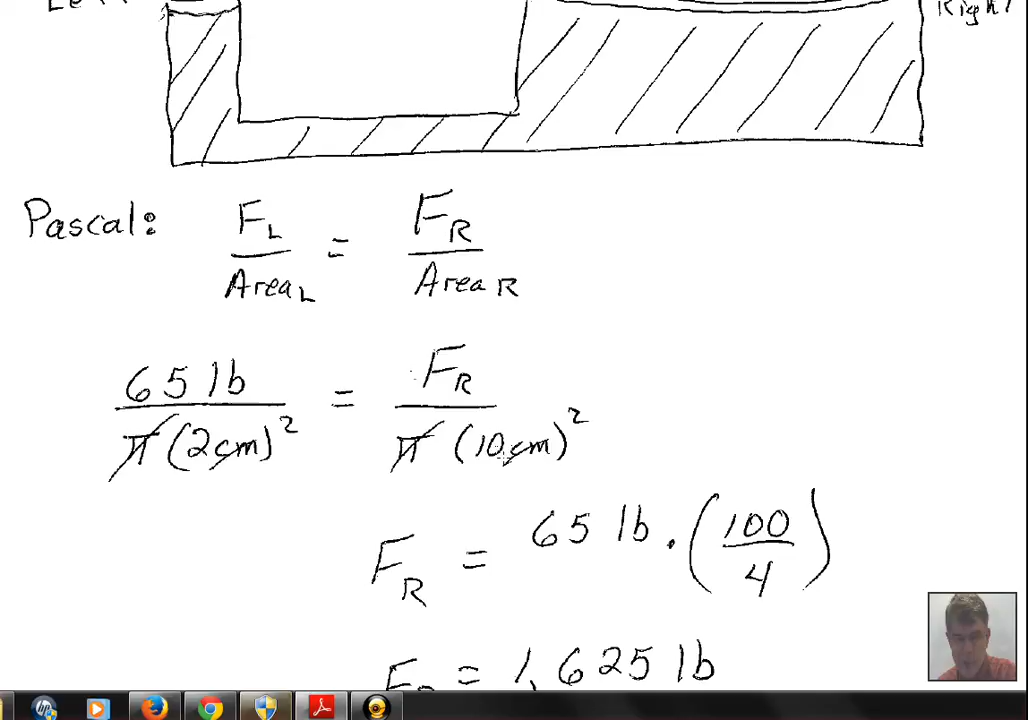 Right
Pascal: F_L / Area_L = F_R / Area_R
65 lb / π(2cm)² = F_R / π(10cm)²
F_R = 65 lb · (100/4)
= 1,625 lb